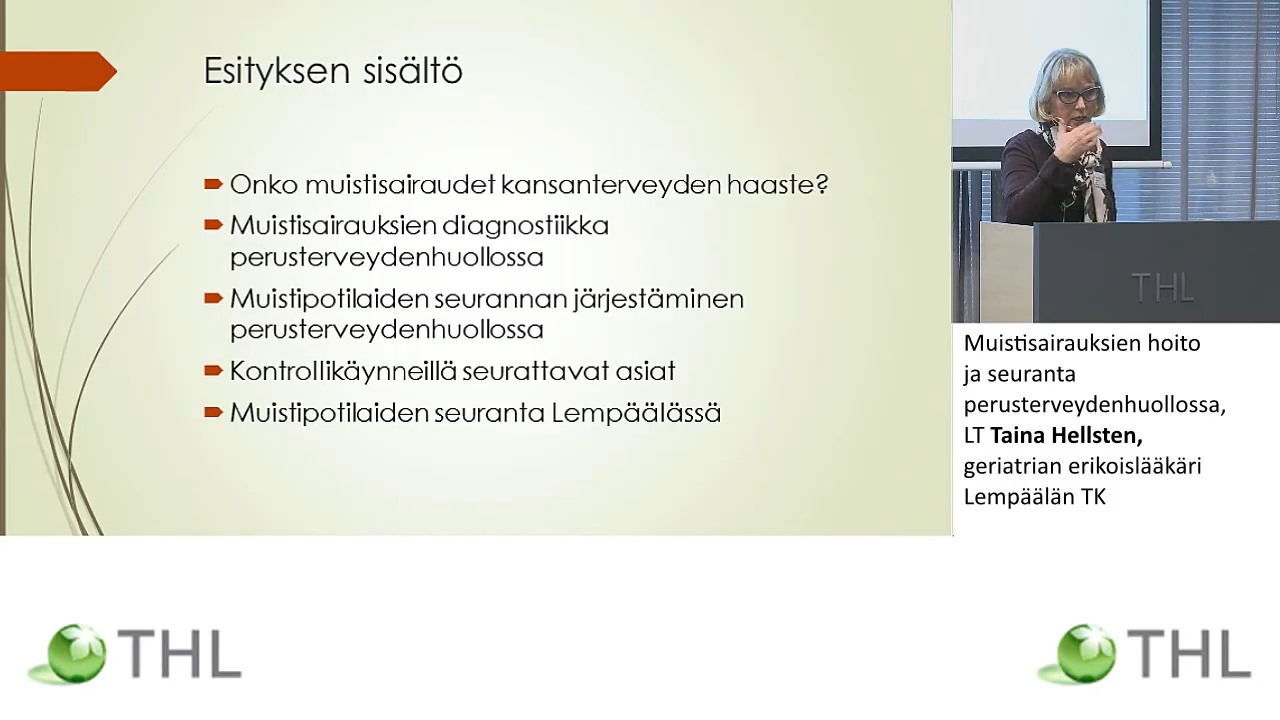 Esityksen sisältö
Onko muistisairaudet kansanterveyden haaste?
Muistisairauksien diagnostiikka
perusterveydenhuollossa
Muistipotilaiden seurannan järjestäminen
perusterveydenhuollossa
Kontrollikäynneillä seurattavat asiat
Muistipotilaiden seuranta Lempäälässä
THL
Muistisairauksien hoito
ja seuranta
perusterveydenhuollossa,
LT Taina Hellsten,
geriatrian erikoislääkäri
Lempäälän TK
THL
THL